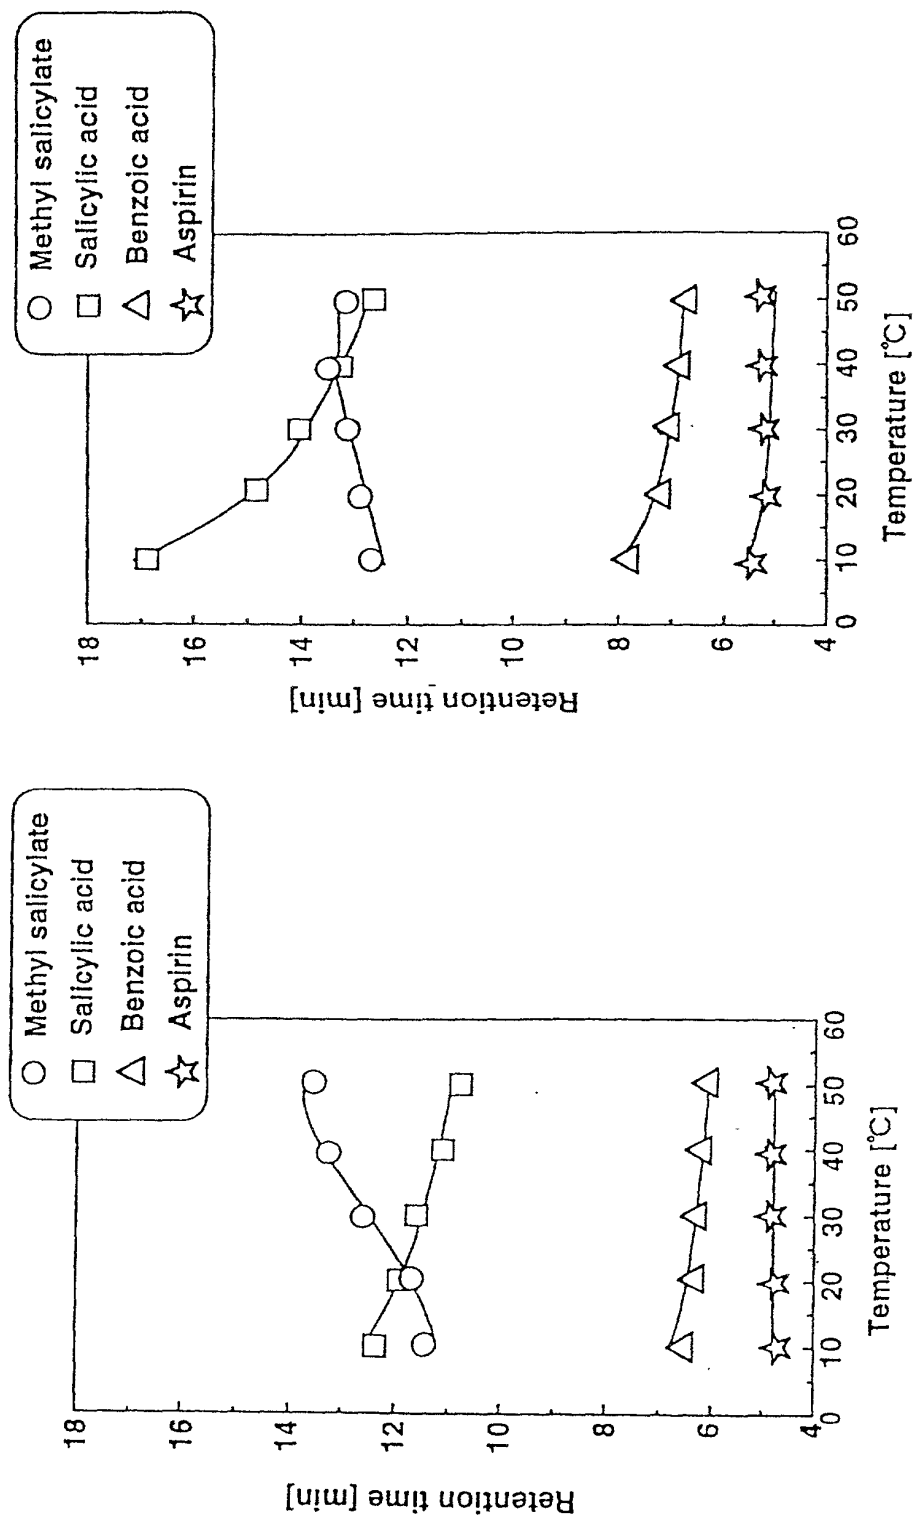 Methyl salicylate
Salicylic acid
Benzoic acid
Aspirin
Retention time [min]
18
16
14
12
10
8
6
4
0 10 20 30 40 50 60
Temperature [°C]
Methyl salicylate
Salicylic acid
Benzoic acid
Aspirin
Retention time [min]
18
16
14
12
10
8
6
4
0 10 20 30 40 50 60
Temperature [°C]